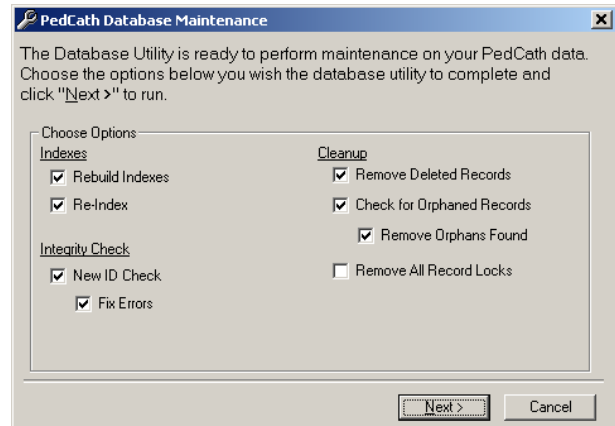 PedCath Database Maintenance
The Database Utility is ready to perform maintenance on your PedCath data.
Choose the options below you wish the database utility to complete and
click "Next >" to run.
Choose Options
Indexes
Rebuild Indexes
Re-Index
Integrity Check
New ID Check
Fix Errors
Cleanup
Remove Deleted Records
Check for Orphaned Records
Remove Orphans Found
Remove All Record Locks
Next >
Cancel